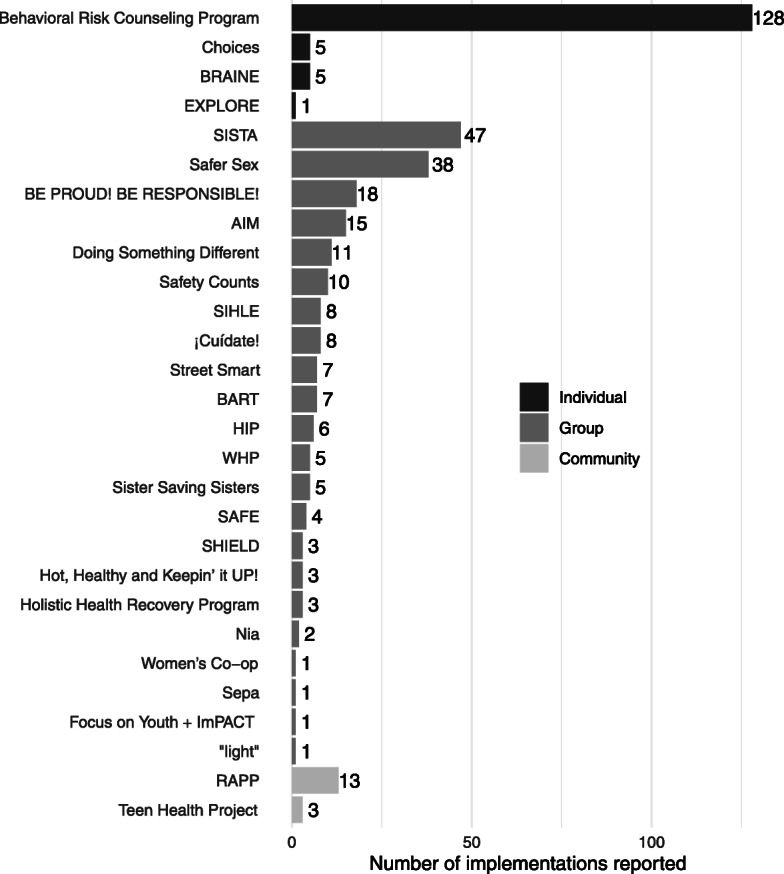 Behavioral Risk Counseling Program 128
Choices 5
BRAINE 5
EXPLORE 1
SISTA 47
Safer Sex 38
BE PROUD! BE RESPONSIBLE! 18
AIM 15
Doing Something Different 11
Safety Counts 10
SIHLE 8
¡Cuídate! 8
Street Smart 7
BART 7
HIP 6
WHP 5
Sister Saving Sisters 5
SAFE 4
SHIELD 3
Hot, Healthy and Keepin' it UP! 3
Holistic Health Recovery Program 3
Nia 2
Women's Co−op 1
Sepa 1
Focus on Youth + ImPACT 1
"light" 1
RAPP 13
Teen Health Project 3
Individual
Group
Community
0 50 100
Number of implementations reported